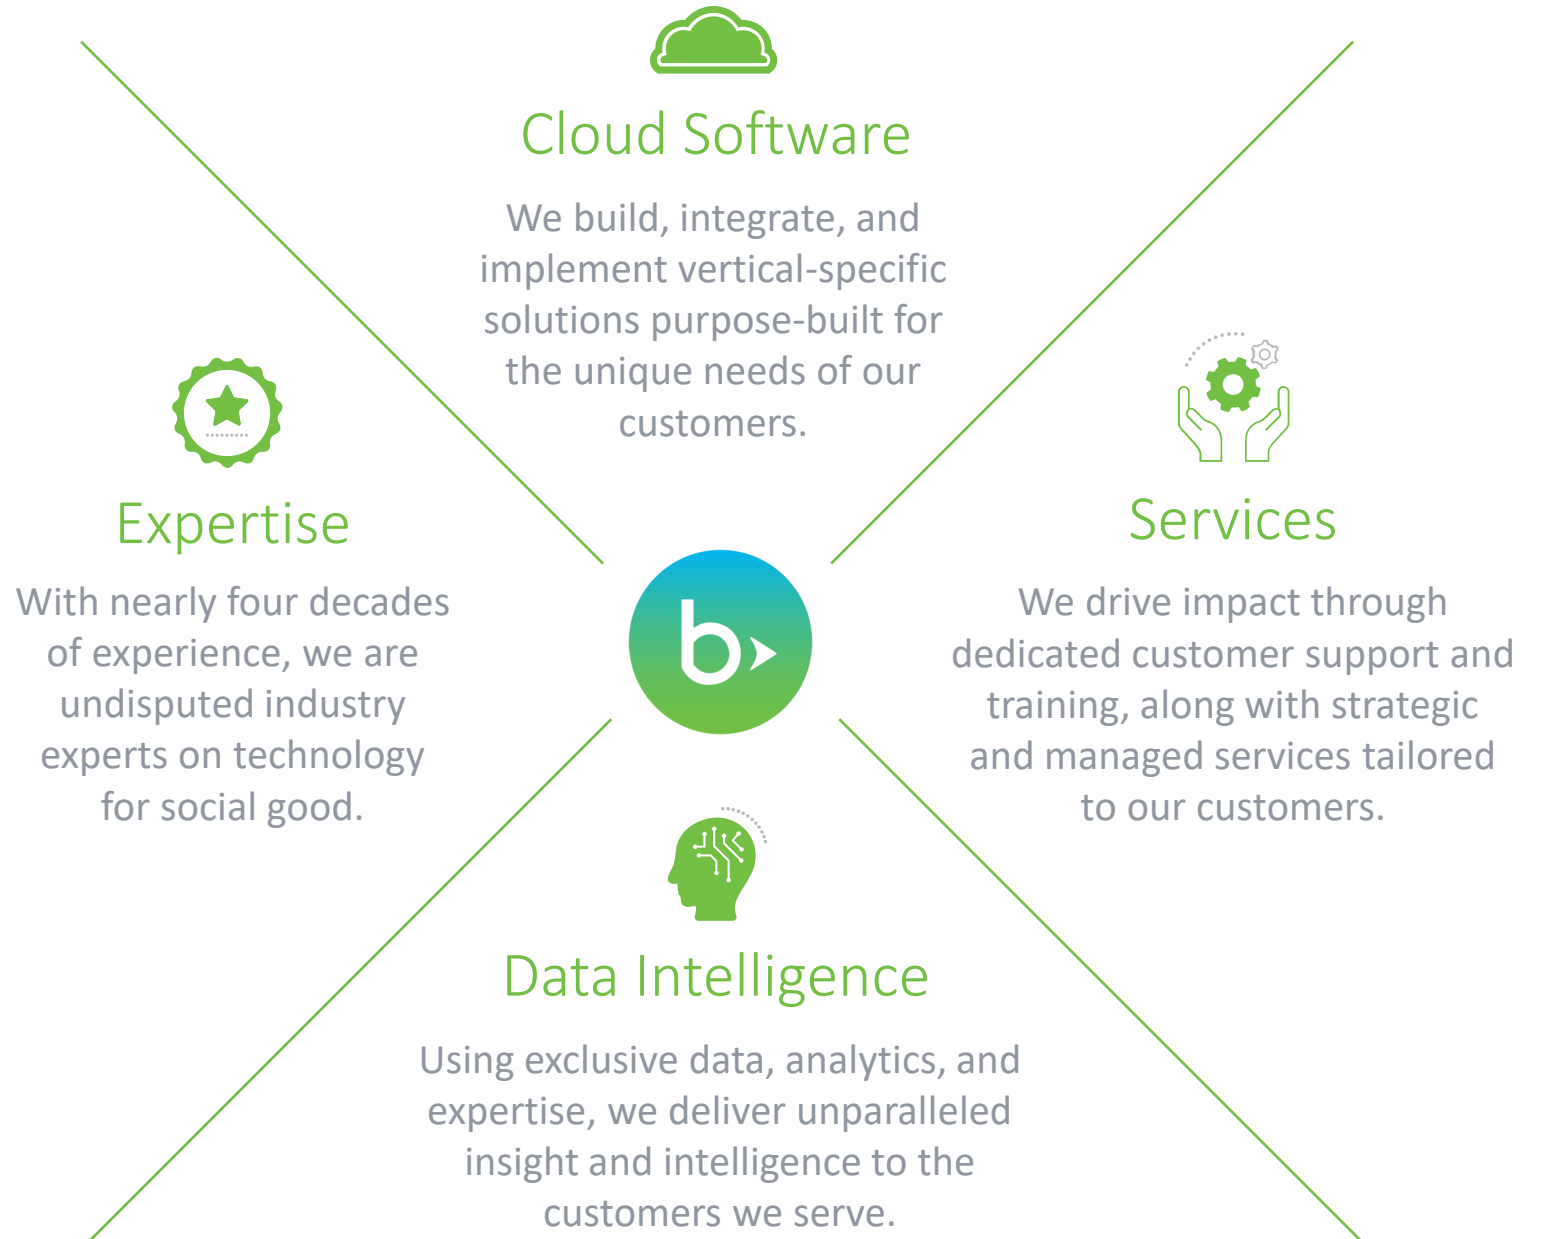 Cloud Software
We build, integrate, and
implement vertical-specific
solutions purpose-built for
the unique needs of our
customers.
Expertise
With nearly four decades
of experience, we are
undisputed industry
experts on technology
for social good.
b
Services
We drive impact through
dedicated customer support and
training, along with strategic
and managed services tailored
to our customers.
Data Intelligence
Using exclusive data, analytics, and
expertise, we deliver unparalleled
insight and intelligence to the
customers we serve.